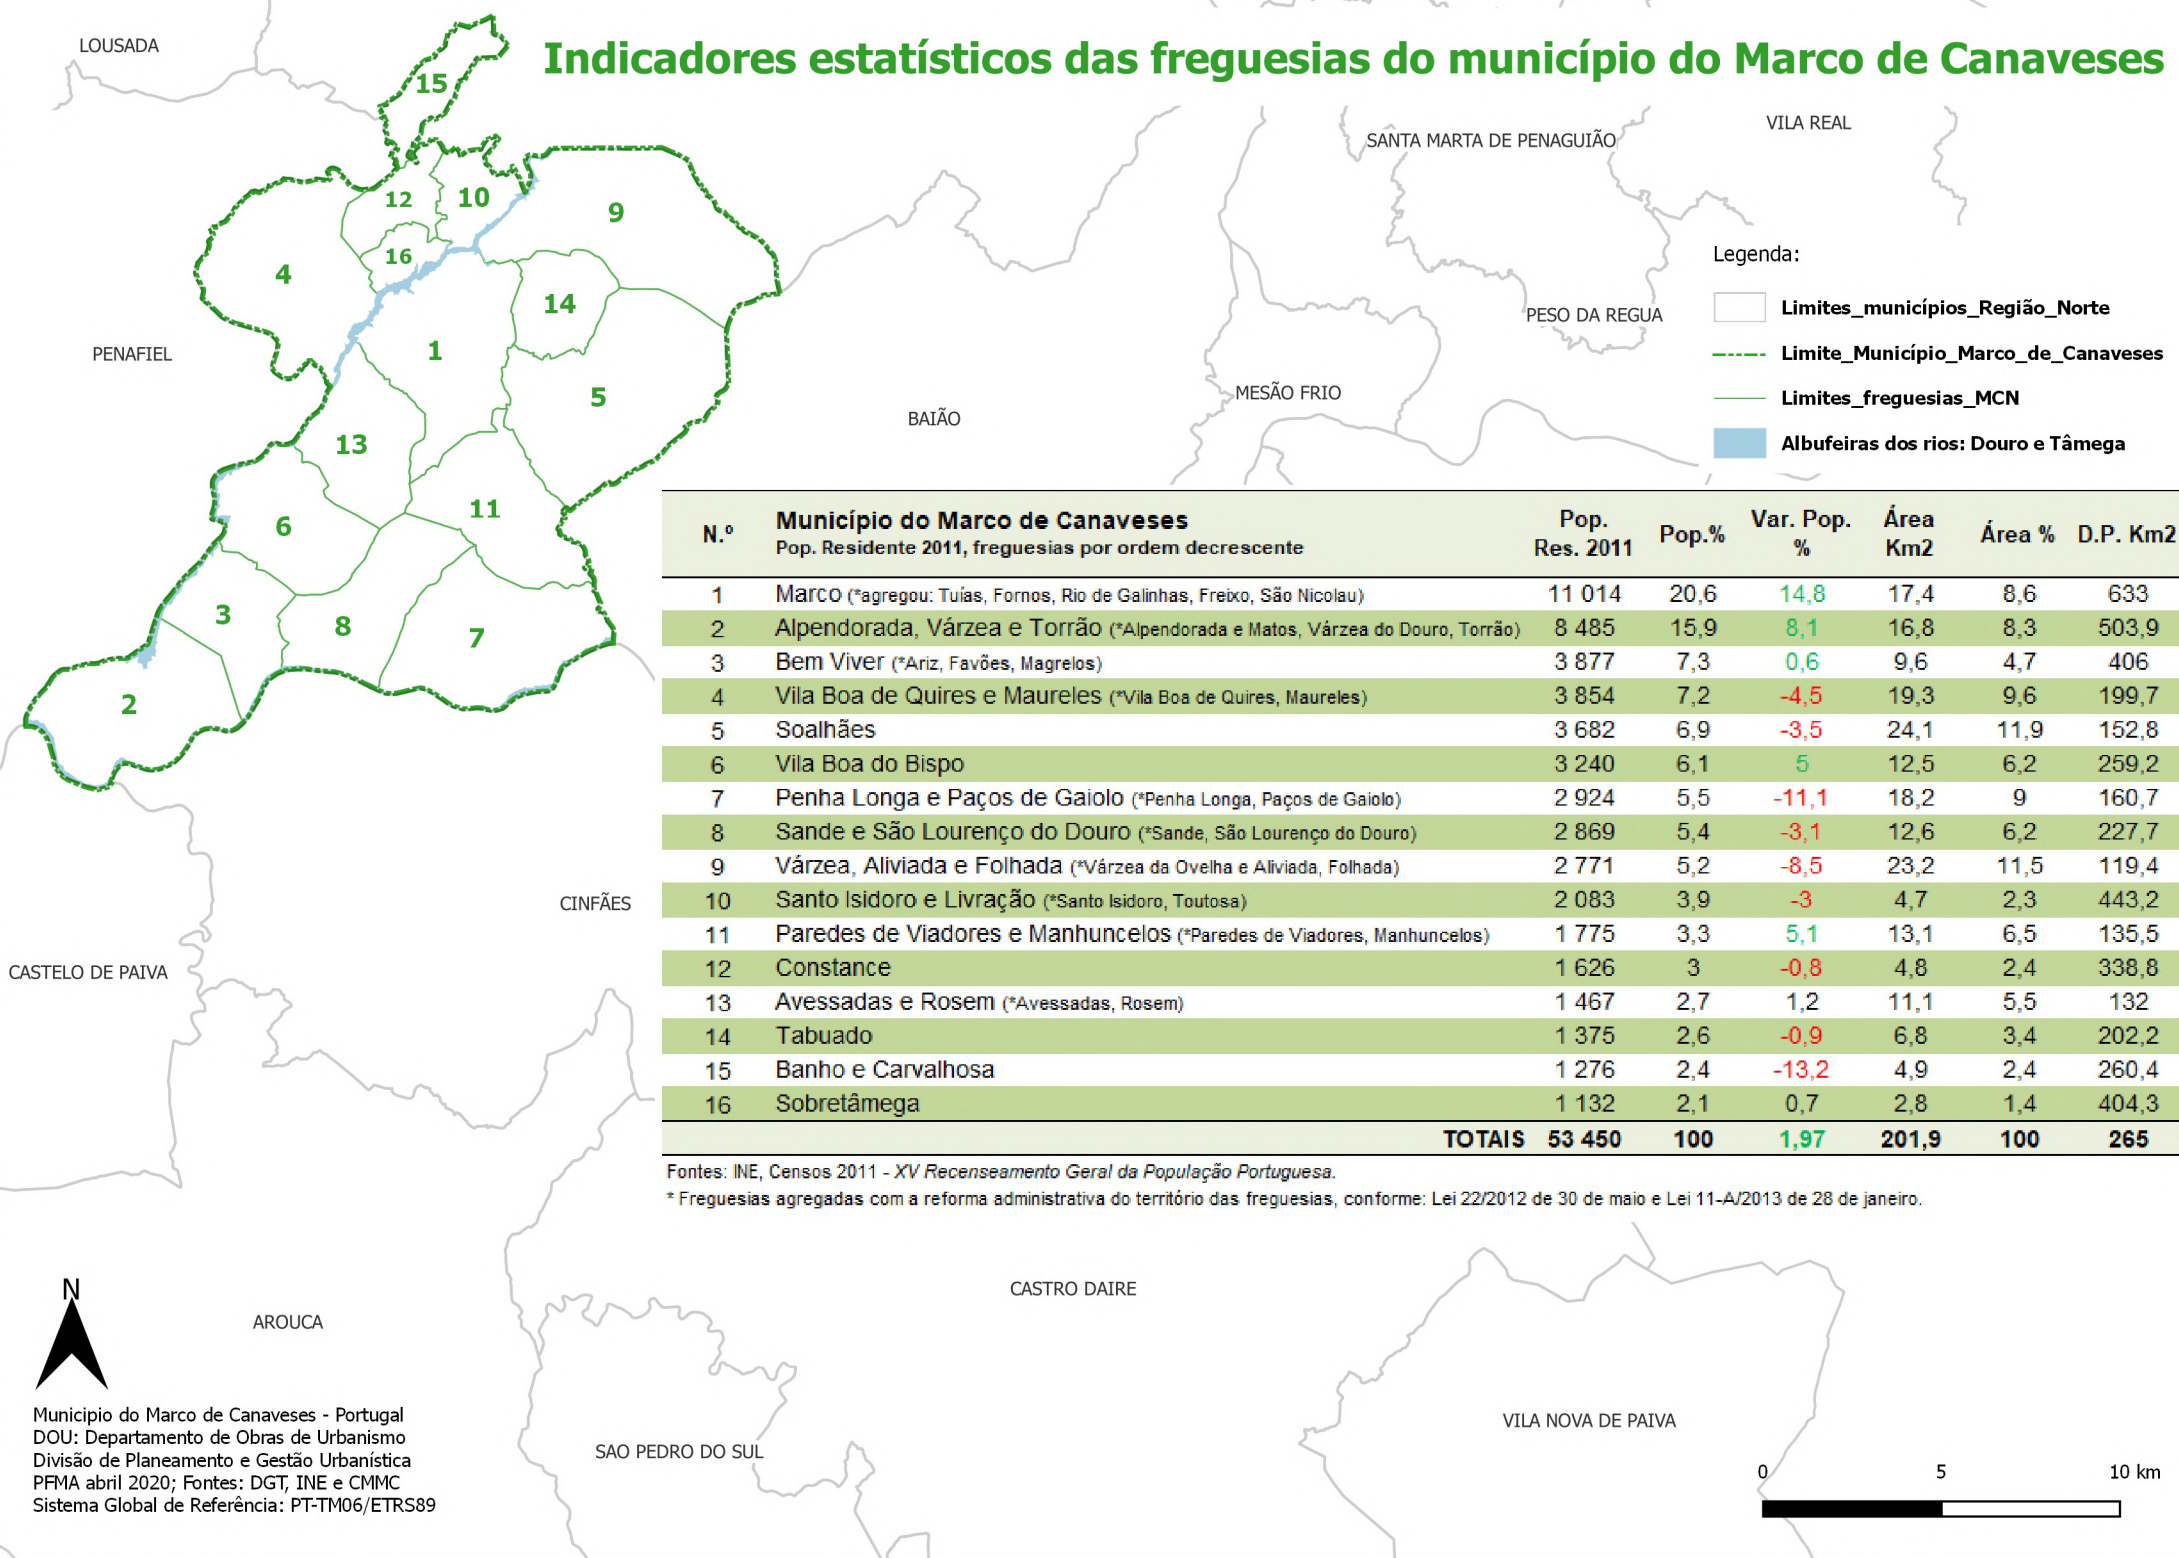 Indicadores estatísticos das freguesias do município do Marco de Canaveses
LOUSADA
15
SANTA MARTA DE PENAGUIÃO
VILA REAL
12
10
9
16
4
14
1
5
13
11
6
3
8
7
2
PENAFIEL
BAIÃO
MESÃO FRIO
PESO DA REGUA
Legenda:
Limites_municípios_Região_Norte
Limite_Município_Marco_de_Canaveses
Limites_freguesias_MCN
Albufeiras dos rios: Douro e Tâmega
N.º Município do Marco de Canaveses Pop. Res. 2011 Pop.% Var. Pop. % Área Km2 Área % D.P. Km2
Pop. Residente 2011, freguesias por ordem decrescente
1 Marco (*agregou: Tuías, Fornos, Rio de Galinhas, Freixo, São Nicolau) 11 014 20,6 14,8 17,4 8,6 633
2 Alpendorada, Várzea e Torrão (*Alpendorada e Matos, Várzea do Douro, Torrão) 8 485 15,9 8,1 16,8 8,3 503,9
3 Bem Viver (*Ariz, Favões, Magrelos) 3 877 7,3 0,6 9,6 4,7 406
4 Vila Boa de Quires e Maureles (*Vila Boa de Quires, Maureles) 3 854 7,2 -4,5 19,3 9,6 199,7
5 Soalhães 3 682 6,9 -3,5 24,1 11,9 152,8
6 Vila Boa do Bispo 3 240 6,1 5 12,5 6,2 259,2
7 Penha Longa e Paços de Gaiolo (*Penha Longa, Paços de Gaiolo) 2 924 5,5 -11,1 18,2 9 160,7
8 Sande e São Lourenço do Douro (*Sande, São Lourenço do Douro) 2 869 5,4 -3,1 12,6 6,2 227,7
9 Várzea, Aliviada e Folhada (*Várzea da Ovelha e Aliviada, Folhada) 2 771 5,2 -8,5 23,2 11,5 119,4
10 Santo Isidoro e Livração (*Santo Isidoro, Toutosa) 2 083 3,9 -3 4,7 2,3 443,2
11 Paredes de Viadores e Manhuncelos (*Paredes de Viadores, Manhuncelos) 1 775 3,3 5,1 13,1 6,5 135,5
12 Constance 1 626 3 -0,8 4,8 2,4 338,8
13 Avessadas e Rosem (*Avessadas, Rosem) 1 467 2,7 1,2 11,1 5,5 132
14 Tabuado 1 375 2,6 -0,9 6,8 3,4 202,2
15 Banho e Carvalhosa 1 276 2,4 -13,2 4,9 2,4 260,4
16 Sobretâmega 1 132 2,1 0,7 2,8 1,4 404,3
TOTAIS 53 450 100 1,97 201,9 100 265
Fontes: INE, Censos 2011 - XV Recenseamento Geral da População Portuguesa.
* Freguesias agregadas com a reforma administrativa do território das freguesias, conforme: Lei 22/2012 de 30 de maio e Lei 11-A/2013 de 28 de janeiro.
CINFÃES
CASTELO DE PAIVA
CASTRO DAIRE
AROUCA
SAO PEDRO DO SUL
VILA NOVA DE PAIVA
N
Municipio do Marco de Canaveses - Portugal
DOU: Departamento de Obras de Urbanismo
Divisão de Planeamento e Gestão Urbanística
PFMA abril 2020; Fontes: DGT, INE e CMMC
Sistema Global de Referência: PT-TM06/ETRS89
0 5 10 km